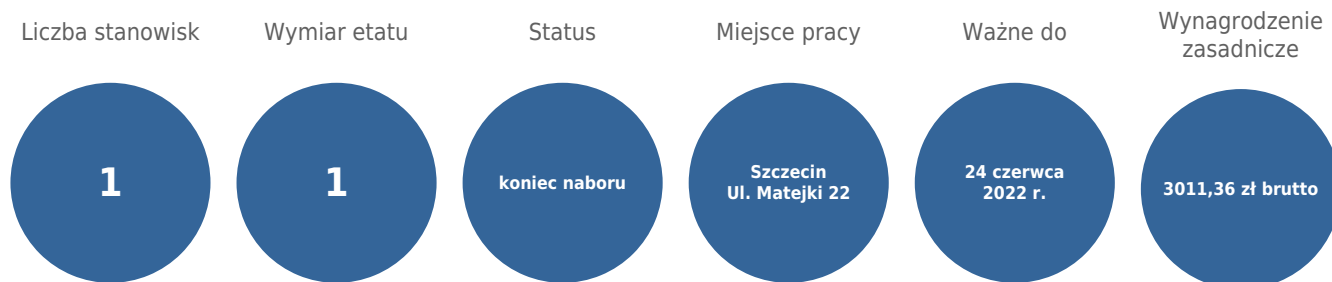 Liczba stanowisk
1
Wymiar etatu
1
Status
koniec naboru
Miejsce pracy
Szczecin
Ul. Matejki 22
Ważne do
24 czerwca
2022 r.
Wynagrodzenie
zasadnicze
3011,36 zł brutto